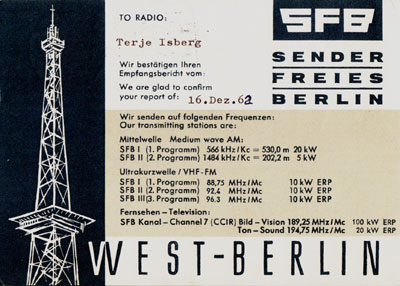 TO RADIO:
Terje Isberg
Wir bestätigen Ihren
Empfangsbericht vom:
We are glad to confirm
your report of: 16.Dez.62
SFB
SENDER
FREIES
BERLIN
Wir senden auf folgenden Frequenzen:
Our transmitting stations are:
Mittelwelle Medium wave AM:
SFB I (1. Programm) 566 kHz/Kc = 530,0 m 20 kW
SFB II (2. Programm) 1484 kHz/Kc = 202,2 m 5 kW
Ultrakurzwelle / VHF-FM
SFB I (1. Programm) 88,75 MHz/Mc 10 kW ERP
SFB II (2. Programm) 92.4 MHz/Mc 10 kW ERP
SFB III (3. Programm) 96.3 MHz/Mc 10 kW ERP
Fernsehen - Television:
SFB Kanal - Channel 7 (CCIR) Bild - Vision 189,25 MHz/Mc 100 kW ERP
Ton - Sound 194,75 MHz/Mc 20 kW ERP
WEST-BERLIN